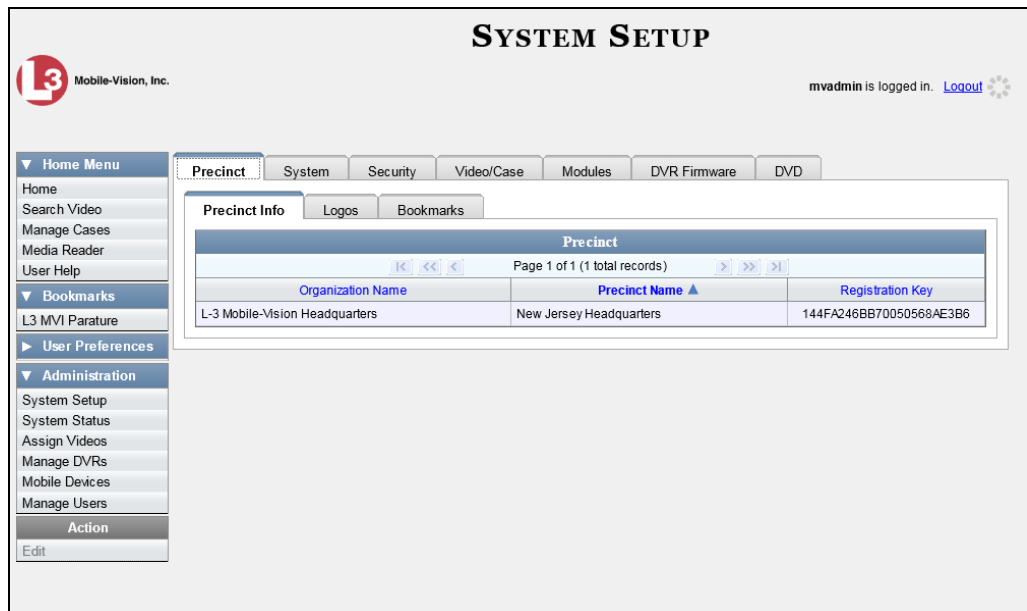 SYSTEM SETUP
L3 Mobile-Vision, Inc.
mvadmin is logged in. Logout
▼ Home Menu
Home
Search Video
Manage Cases
Media Reader
User Help
▼ Bookmarks
L3 MVI Parature
▶ User Preferences
▼ Administration
System Setup
System Status
Assign Videos
Manage DVRs
Mobile Devices
Manage Users
Action
Edit
Precinct System Security Video/Case Modules DVR Firmware DVD
Precinct Info Logos Bookmarks
Precinct
|< << < Page 1 of 1 (1 total records) > >> >|
Organization Name Precinct Name ▲ Registration Key
L-3 Mobile-Vision Headquarters New Jersey Headquarters 144FA246BB70050568AE3B6